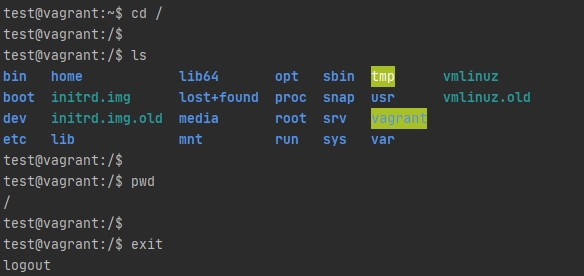 test@vagrant:~$ cd /
test@vagrant:/$
test@vagrant:/$ ls
bin   home            lib64       opt   sbin  tmp      vmlinuz
boot  initrd.img      lost+found  proc  snap  usr      vmlinuz.old
dev   initrd.img.old  media       root  srv   vagrant
etc   lib             mnt         run   sys   var
test@vagrant:/$
test@vagrant:/$ pwd
/
test@vagrant:/$
test@vagrant:/$ exit
logout